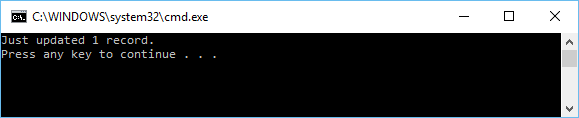 C:\WINDOWS\system32\cmd.exe
Just updated 1 record.
Press any key to continue . . .